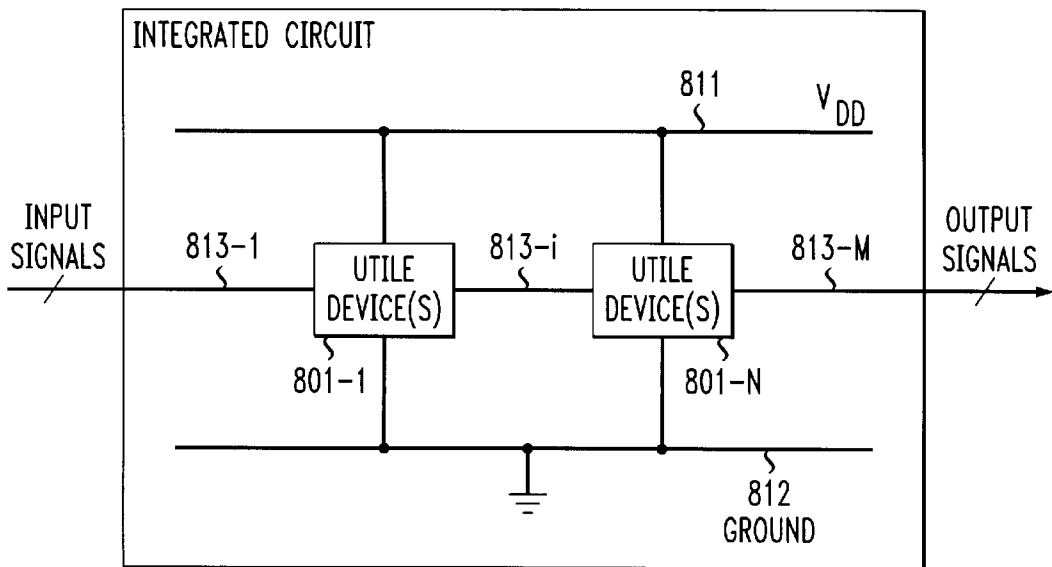 INTEGRATED CIRCUIT
811
V DD
INPUT
SIGNALS
813-1
UTILE
DEVICE(S)
813-i
UTILE
DEVICE(S)
813-M
OUTPUT
SIGNALS
801-1
801-N
812
GROUND